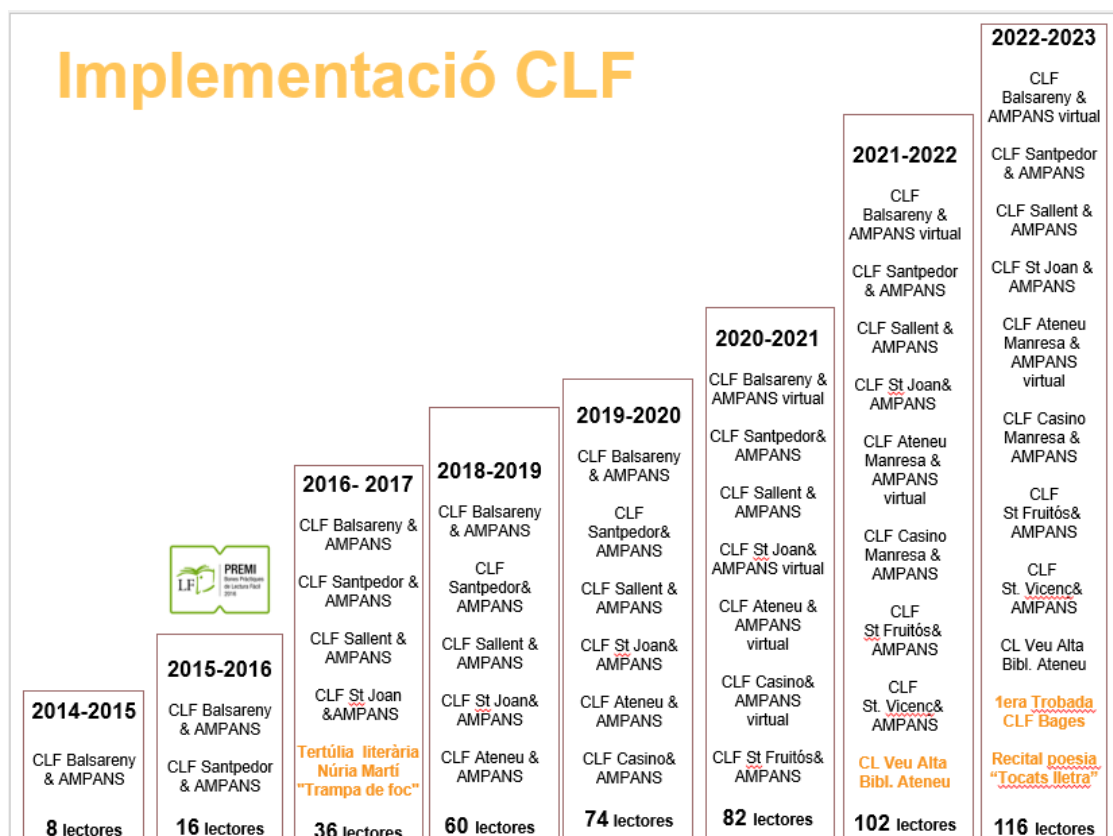 Implementació CLF
2014-2015
CLF Balsareny
& AMPANS
8 lectores
LF
PREMI
Bones Pràctiques
de Lectura Fàcil
2016
2015-2016
CLF Balsareny
& AMPANS
CLF Santpedor
& AMPANS
16 lectores
2016- 2017
CLF Balsareny &
AMPANS
CLF Santpedor &
AMPANS
CLF Sallent &
AMPANS
CLF St Joan
&AMPANS
Tertúlia literària
Núria Martí
"Trampa de foc"
36 lectores
2018-2019
CLF Balsareny
& AMPANS
CLF
Santpedor&
AMPANS
CLF Sallent &
AMPANS
CLF St Joan&
AMPANS
CLF Ateneu &
AMPANS
60 lectores
2019-2020
CLF Balsareny
& AMPANS
CLF
Santpedor&
AMPANS
CLF Sallent &
AMPANS
CLF St Joan&
AMPANS
CLF Ateneu &
AMPANS
CLF Casino&
AMPANS
74 lectores
2020-2021
CLF Balsareny &
AMPANS virtual
CLF Santpedor&
AMPANS
CLF Sallent &
AMPANS
CLF St Joan&
AMPANS virtual
CLF Ateneu &
AMPANS
virtual
CLF Casino&
AMPANS
virtual
CLF St Fruitós&
AMPANS
82 lectores
2021-2022
CLF
Balsareny &
AMPANS virtual
CLF Santpedor
& AMPANS
CLF Sallent &
AMPANS
CLF St Joan&
AMPANS
CLF Ateneu
Manresa &
AMPANS
virtual
CLF Casino
Manresa &
AMPANS
CLF
St Fruitós&
AMPANS
CLF
St. Vicenç&
AMPANS
CL Veu Alta
Bibl. Ateneu
102 lectores
2022-2023
CLF
Balsareny &
AMPANS virtual
CLF Santpedor
& AMPANS
CLF Sallent &
AMPANS
CLF St Joan &
AMPANS
CLF Ateneu
Manresa &
AMPANS
virtual
CLF Casino
Manresa &
AMPANS
CLF
St Fruitós&
AMPANS
CLF
St. Vicenç&
AMPANS
CL Veu Alta
Bibl. Ateneu
1era Trobada
CLF Bages
Recital poesia
“Tocats lletra”
116 lectores